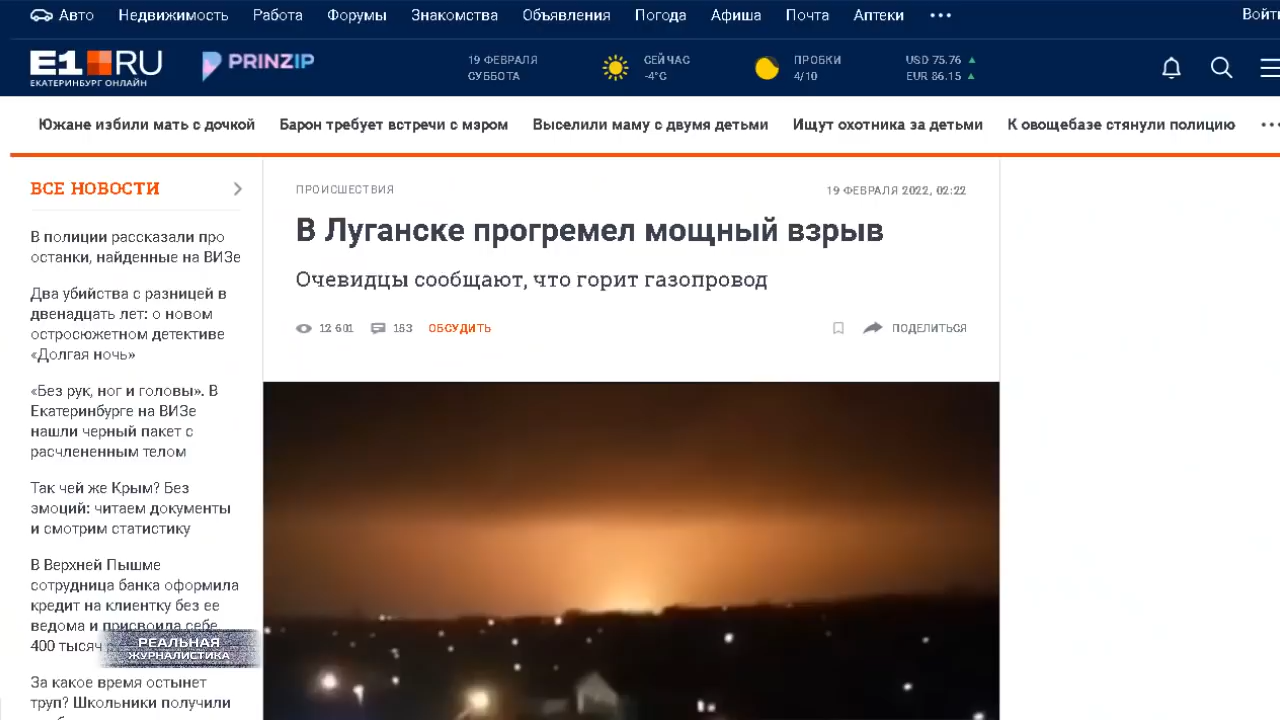 Авто Недвижимость Работа Форумы Знакомства Объявления Погода Афиша Почта Аптеки
E1 RU
ЕКАТЕРИНБУРГ ОНЛАЙН
PRINZIP
19 ФЕВРАЛЯ
СУББОТА
СЕЙЧАС
-4°C
ПРОБКИ
4/10
USD 75.76 ▲
EUR 86.15 ▲
Южане избили мать с дочкой Барон требует встречи с мэром Выселили маму с двумя детьми Ищут охотника за детьми К овощебазе стянули полицию
ВСЕ НОВОСТИ
В полиции рассказали про
останки, найденные на ВИЗе
Два убийства с разницей в
двенадцать лет: о новом
остросюжетном детективе
«Долгая ночь»
«Без рук, ног и головы». В
Екатеринбурге на ВИЗе
нашли черный пакет с
расчлененным телом
Так чей же Крым? Без
эмоций: читаем документы
и смотрим статистику
В Верхней Пышме
сотрудница банка оформила
кредит на клиентку без ее
ведома и присвоила себе
400 тысяч
За какое время остынет
труп? Школьники получили
ПРОИСШЕСТВИЯ
19 ФЕВРАЛЯ 2022, 02:22
В Луганске прогремел мощный взрыв
Очевидцы сообщают, что горит газопровод
12 601 153 ОБСУДИТЬ
ПОДЕЛИТЬСЯ
РЕАЛЬНАЯ
ЖУРНАЛИСТИКА